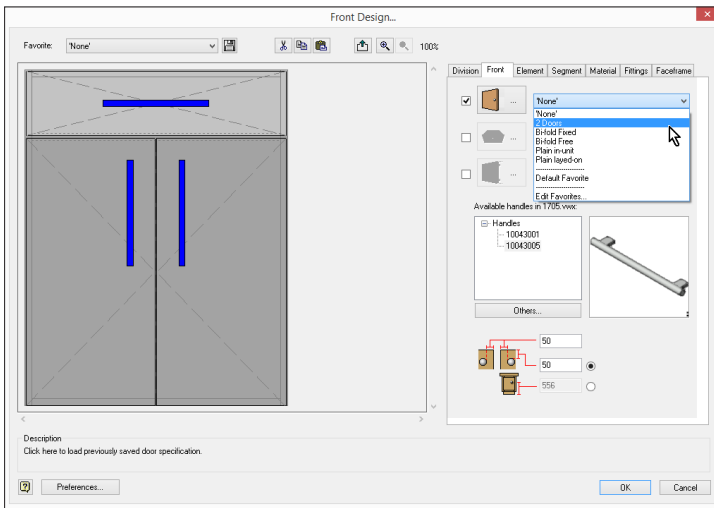 Front Design...
Favorite: 'None' 100%
Division Front Element Segment Material Fittings Faceframe
... 'None'
'None'
2 Doors
Bi-fold Fixed
Bi-fold Free
Plain in-unit
Plain layed-on
Default Favorite
Edit Favorites...
...
...
Available handles in 1705.vwx:
Handles
10043001
10043005
Others...
50
50
556
Description
Click here to load previously saved door specification.
Preferences... OK Cancel